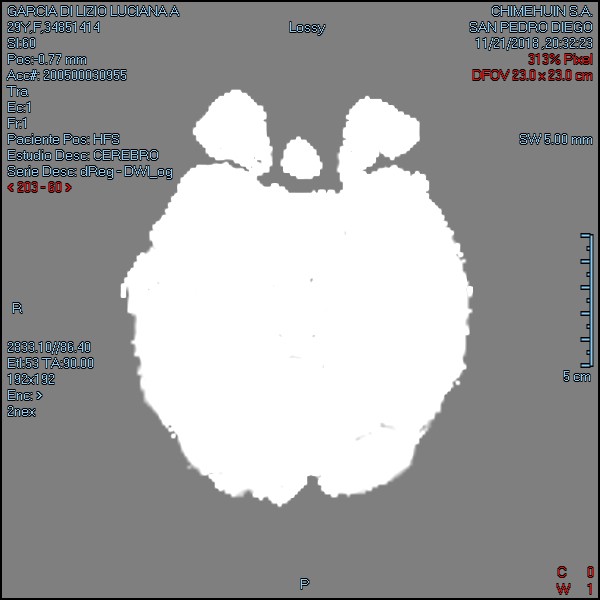 GARCIA DI LIZIO LUCIANA A
29Y,F,34851414
SI:60
Pos:-0.77 mm
Acc#: 200500030955
Tra
Ec:1
Fr:1
Paciente Pos: HFS
Estudio Desc: CEREBRO
Serie Desc: dReg - DWI_og
< 203 - 60 >
Lossy
CHIMEHUIN S.A.
SAN PEDRO DIEGO
11/21/2018 ,20:32:23
313% Pixel
DFOV 23.0 x 23.0 cm
SW 5.00 mm
R
2833.10//86.40
Etl:53 TA:90.00
192x192
Enc: >
2nex
5 cm
P
C 0
W 1